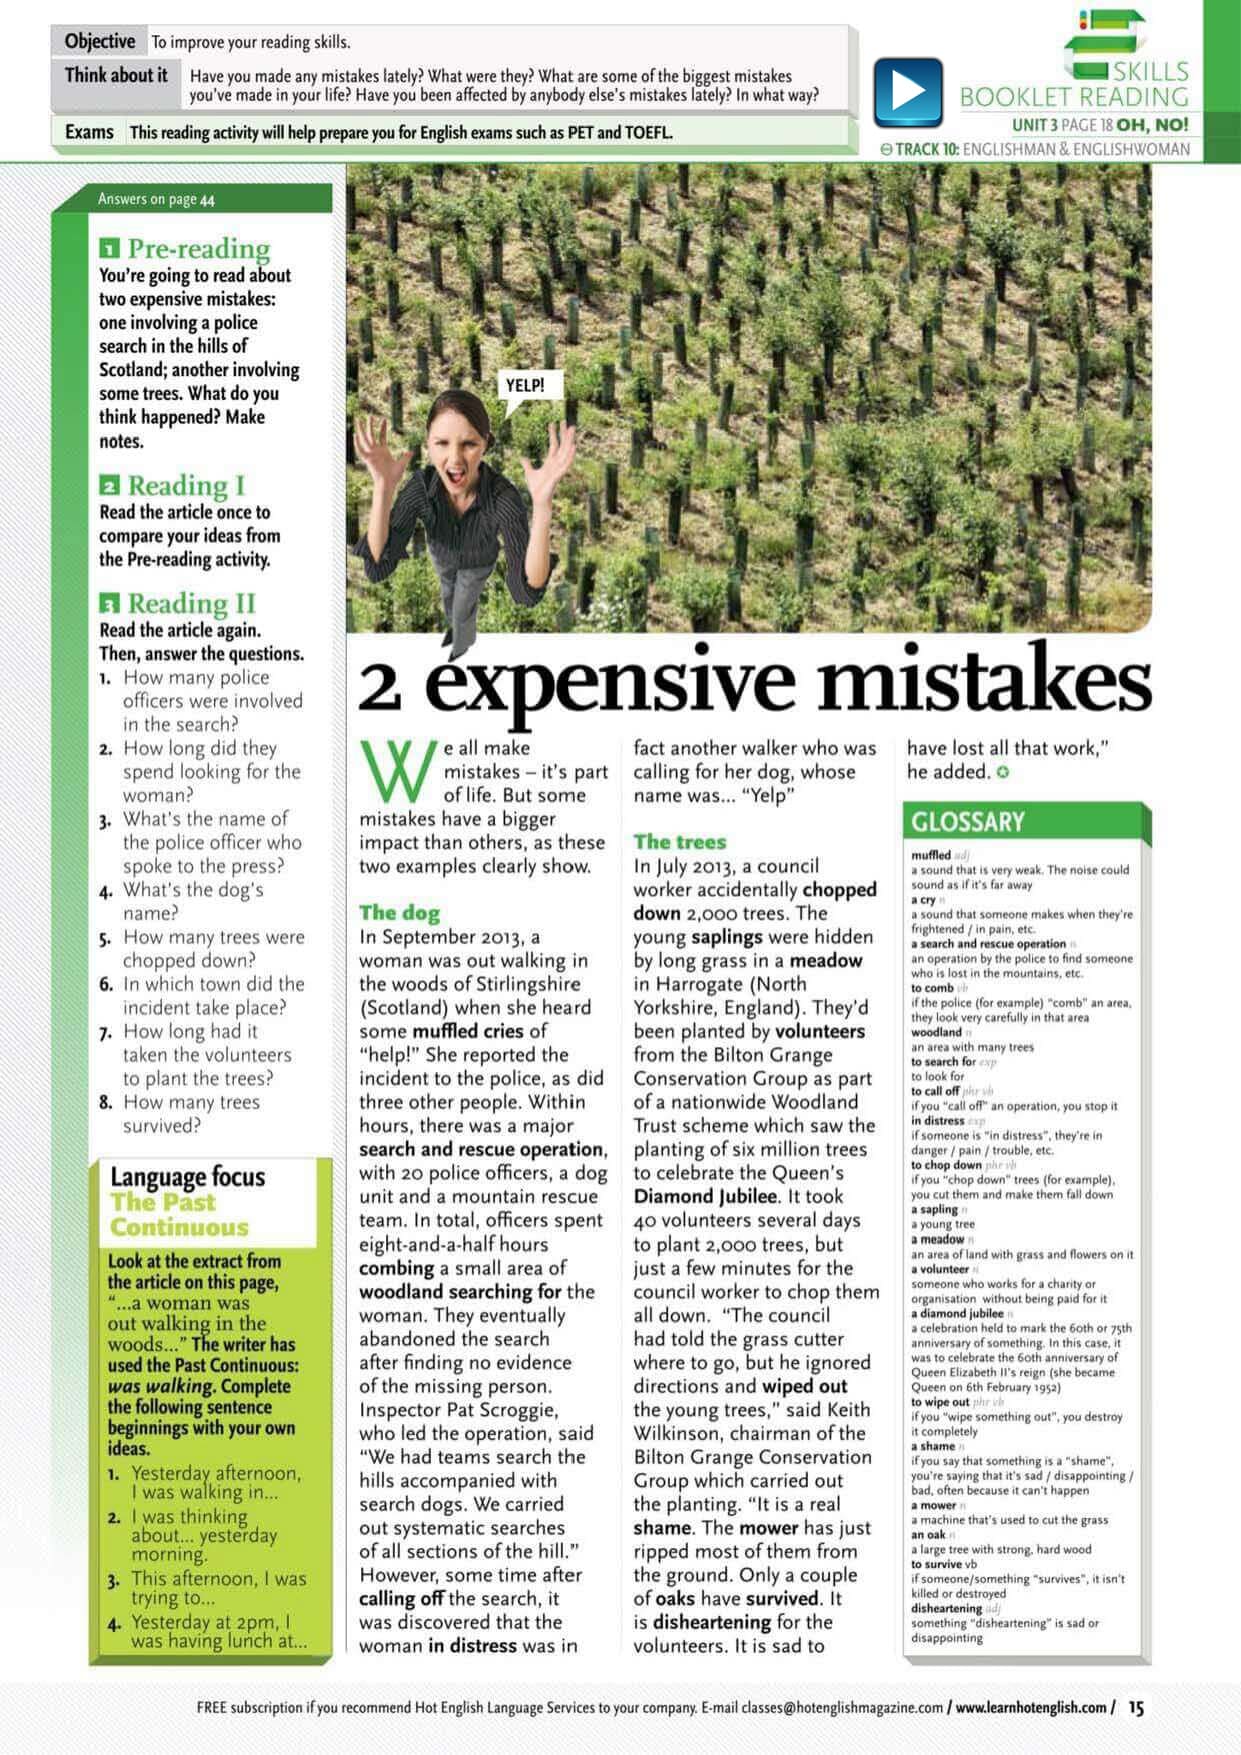 Objective To improve your reading skills.
Think about it Have you made any mistakes lately? What were they? What are some of the biggest mistakes
you've made in your life? Have you been affected by anybody else's mistakes lately? In what way?
Exams This reading activity will help prepare you for English exams such as PET and TOEFL.
SKILLS
BOOKLET READING
UNIT 3 PAGE 18 OH, NO!
TRACK 10: ENGLISHMAN & ENGLISHWOMAN
Answers on page 44
1 Pre-reading
You're going to read about
two expensive mistakes:
one involving a police
search in the hills of
Scotland; another involving
some trees. What do you
think happened? Make
notes.
2 Reading I
Read the article once to
compare your ideas from
the Pre-reading activity.
3 Reading II
Read the article again.
Then, answer the questions.
1. How many police
officers were involved
in the search?
2. How long did they
spend looking for the
woman?
3. What's the name of
the police officer who
spoke to the press?
4. What's the dog's
name?
5. How many trees were
chopped down?
6. In which town did the
incident take place?
7. How long had it
taken the volunteers
to plant the trees?
8. How many trees
survived?
Language focus
The Past
Continuous
Look at the extract from
the article on this page,
"...a woman was
out walking in the
woods..." The writer has
used the Past Continuous:
was walking. Complete
the following sentence
beginnings with your own
ideas.
1. Yesterday afternoon,
I was walking in...
2. I was thinking
about... yesterday
morning.
3. This afternoon, I was
trying to...
4. Yesterday at 2pm, I
was having lunch at...
YELP!
2 expensive mistakes
We all make
mistakes – it's part
of life. But some
mistakes have a bigger
impact than others, as these
two examples clearly show.
The dog
In September 2013, a
woman was out walking in
the woods of Stirlingshire
(Scotland) when she heard
some muffled cries of
"help!" She reported the
incident to the police, as did
three other people. Within
hours, there was a major
search and rescue operation,
with 20 police officers, a dog
unit and a mountain rescue
team. In total, officers spent
eight-and-a-half hours
combing a small area of
woodland searching for the
woman. They eventually
abandoned the search
after finding no evidence
of the missing person.
Inspector Pat Scroggie,
who led the operation, said
"We had teams search the
hills accompanied with
search dogs. We carried
out systematic searches
of all sections of the hill."
However, some time after
calling off the search, it
was discovered that the
woman in distress was in
fact another walker who was
calling for her dog, whose
name was... "Yelp"
The trees
In July 2013, a council
worker accidentally chopped
down 2,000 trees. The
young saplings were hidden
by long grass in a meadow
in Harrogate (North
Yorkshire, England). They'd
been planted by volunteers
from the Bilton Grange
Conservation Group as part
of a nationwide Woodland
Trust scheme which saw the
planting of six million trees
to celebrate the Queen's
Diamond Jubilee. It took
40 volunteers several days
to plant 2,000 trees, but
just a few minutes for the
council worker to chop them
all down. "The council
had told the grass cutter
where to go, but he ignored
directions and wiped out
the young trees," said Keith
Wilkinson, chairman of the
Bilton Grange Conservation
Group which carried out
the planting. "It is a real
shame. The mower has just
ripped most of them from
the ground. Only a couple
of oaks have survived. It
is disheartening for the
volunteers. It is sad to
have lost all that work,"
he added.
GLOSSARY
muffled adj
a sound that is very weak. The noise could
sound as if it's far away
a cry n
a sound that someone makes when they're
frightened / in pain, etc.
a search and rescue operation n
an operation by the police to find someone
who is lost in the mountains, etc.
to comb vb
if the police (for example) "comb" an area,
they look very carefully in that area
woodland n
an area with many trees
to search for exp
to look for
to call off phr vb
if you "call off" an operation, you stop it
in distress exp
if someone is "in distress", they're in
danger / pain / trouble, etc.
to chop down phr vb
if you "chop down" trees (for example),
you cut them and make them fall down
a sapling n
a young tree
a meadow n
an area of land with grass and flowers on it
a volunteer n
someone who works for a charity or
organisation without being paid for it
a diamond jubilee n
a celebration held to mark the 60th or 75th
anniversary of something. In this case, it
was to celebrate the 60th anniversary of
Queen Elizabeth II's reign (she became
Queen on 6th February 1952)
to wipe out phr vb
if you "wipe something out", you destroy
it completely
a shame n
if you say that something is a "shame",
you're saying that it's sad / disappointing /
bad, often because it can't happen
a mower n
a machine that's used to cut the grass
an oak n
a large tree with strong, hard wood
to survive vb
if someone/something "survives", it isn't
killed or destroyed
disheartening adj
something "disheartening" is sad or
disappointing
FREE subscription if you recommend Hot English Language Services to your company. E-mail classes@hotenglishmagazine.com / www.learnhotenglish.com / 15